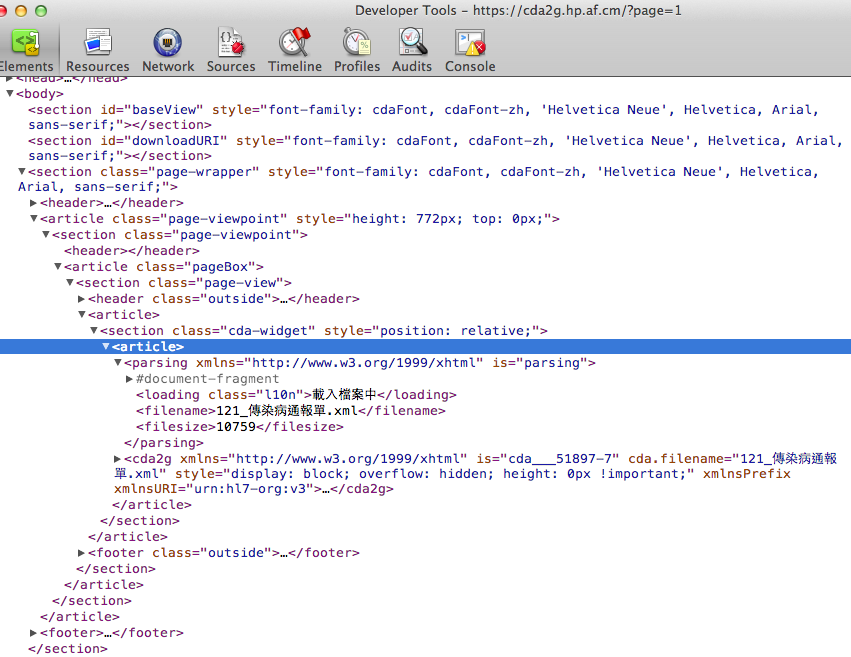 Developer Tools - https://cda2g.hp.af.cm/?page=1
Elements Resources Network Sources Timeline Profiles Audits Console
▶<head>…</head>
▼<body>
<section id="baseView" style="font-family: cdaFont, cdaFont-zh, 'Helvetica Neue', Helvetica, Arial,
sans-serif;"></section>
<section id="downloadURI" style="font-family: cdaFont, cdaFont-zh, 'Helvetica Neue', Helvetica, Arial,
sans-serif;"></section>
▼<section class="page-wrapper" style="font-family: cdaFont, cdaFont-zh, 'Helvetica Neue', Helvetica,
Arial, sans-serif;">
▶<header>…</header>
▼<article class="page-viewpoint" style="height: 772px; top: 0px;">
▼<section class="page-viewpoint">
<header></header>
▼<article class="pageBox">
▼<section class="page-view">
▶<header class="outside">…</header>
▼<article>
▼<section class="cda-widget" style="position: relative;">
▼<article>
▼<parsing xmlns="http://www.w3.org/1999/xhtml" is="parsing">
▶#document-fragment
<loading class="l10n">載入檔案中</loading>
<filename>121_傳染病通報單.xml</filename>
<filesize>10759</filesize>
</parsing>
▶<cda2g xmlns="http://www.w3.org/1999/xhtml" is="cda___51897-7" cda.filename="121_傳染病通報
單.xml" style="display: block; overflow: hidden; height: 0px !important;" xmlnsPrefix
xmlnsURI="urn:hl7-org:v3">…</cda2g>
</article>
</section>
</article>
▶<footer class="outside">…</footer>
</section>
</article>
</section>
</article>
▶<footer>…</footer>
</section>